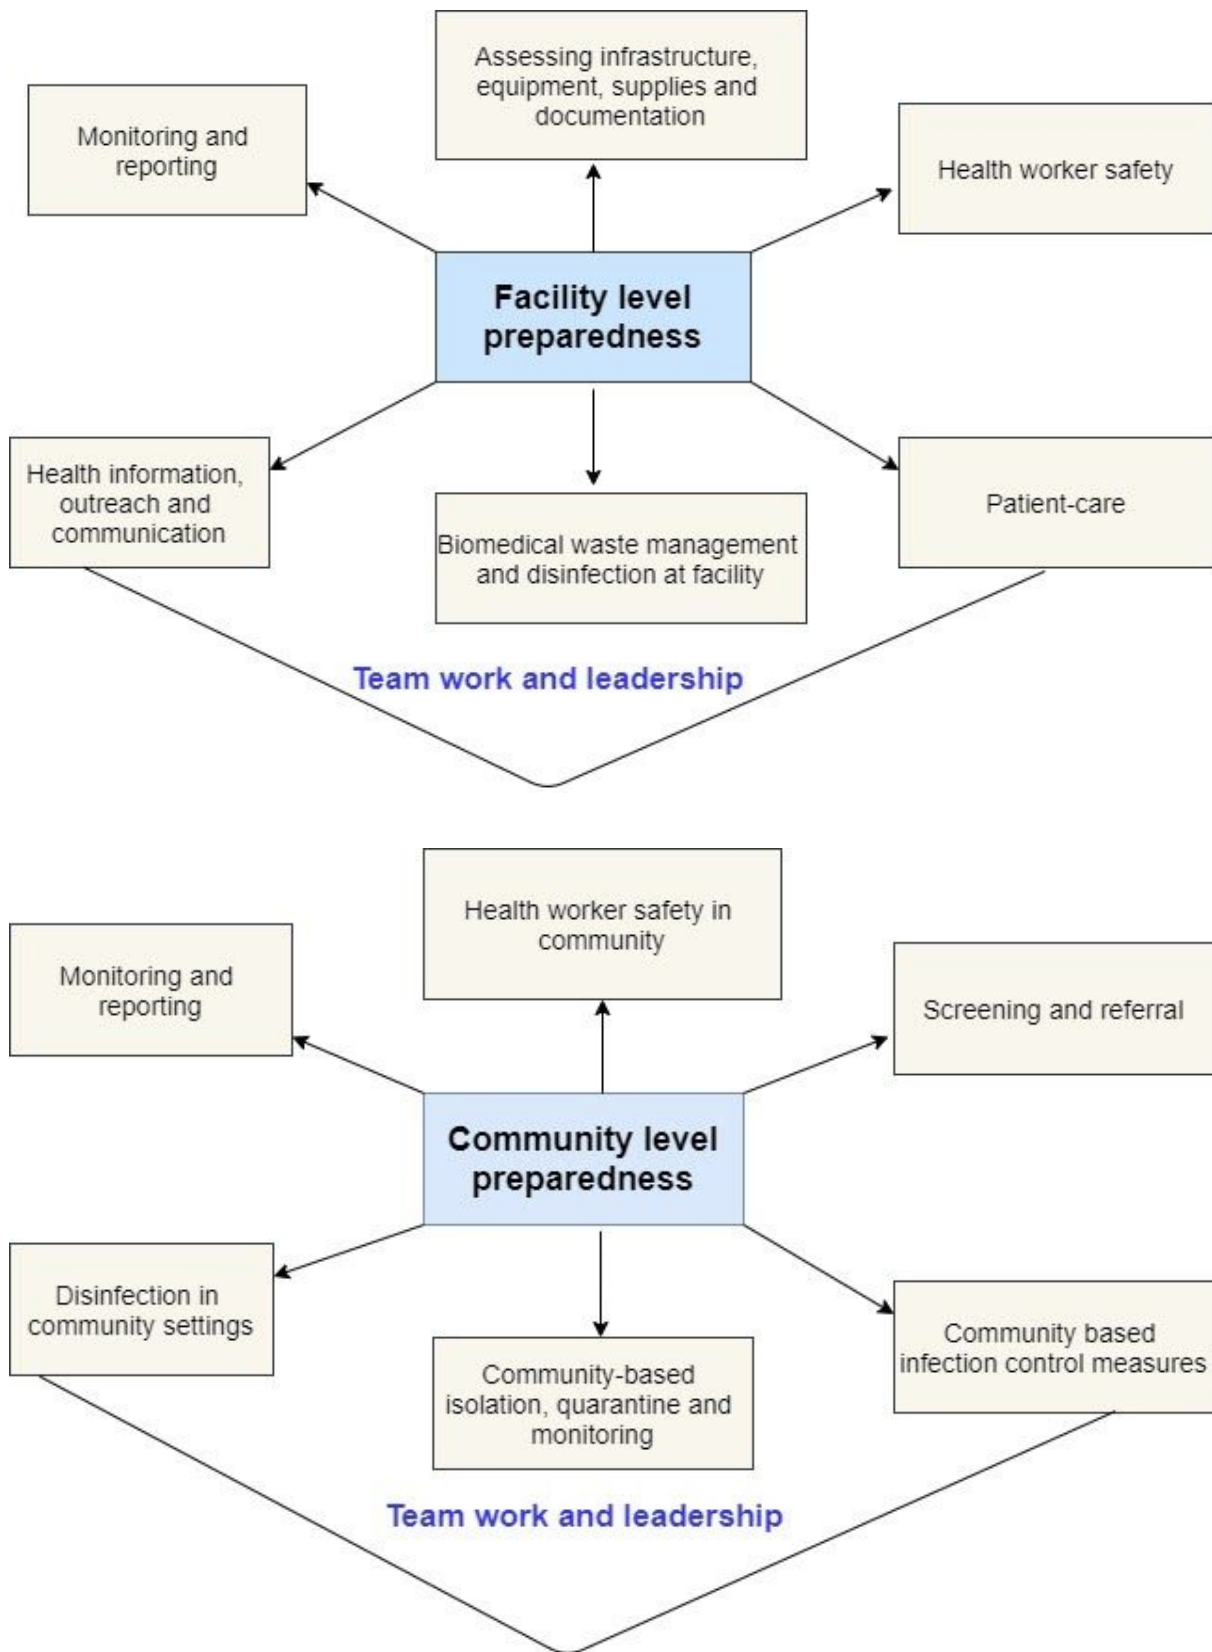 Assessing infrastructure,
equipment, supplies and
documentation
Monitoring and
reporting
Health worker safety
Facility level
preparedness
Health information,
outreach and
communication
Biomedical waste management
and disinfection at facility
Patient-care
Team work and leadership
Health worker safety in
community
Monitoring and
reporting
Screening and referral
Community level
preparedness
Disinfection in
community settings
Community-based
isolation, quarantine and
monitoring
Community based
infection control measures
Team work and leadership